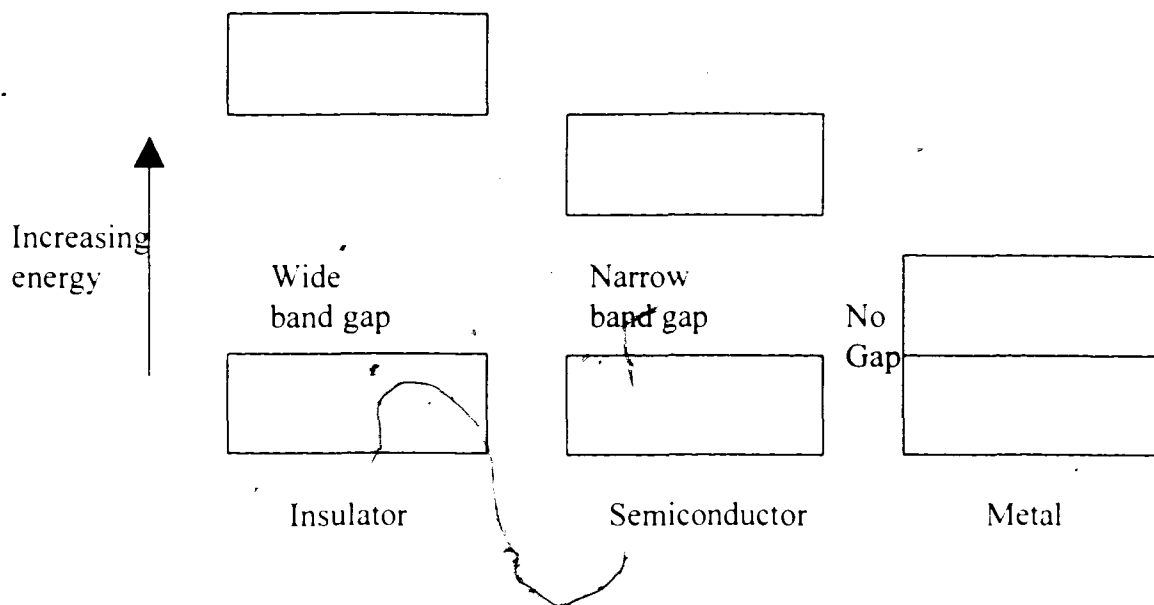 Increasing
energy
Wide
band gap
Narrow
band gap
No
Gap
Insulator
Semiconductor
Metal